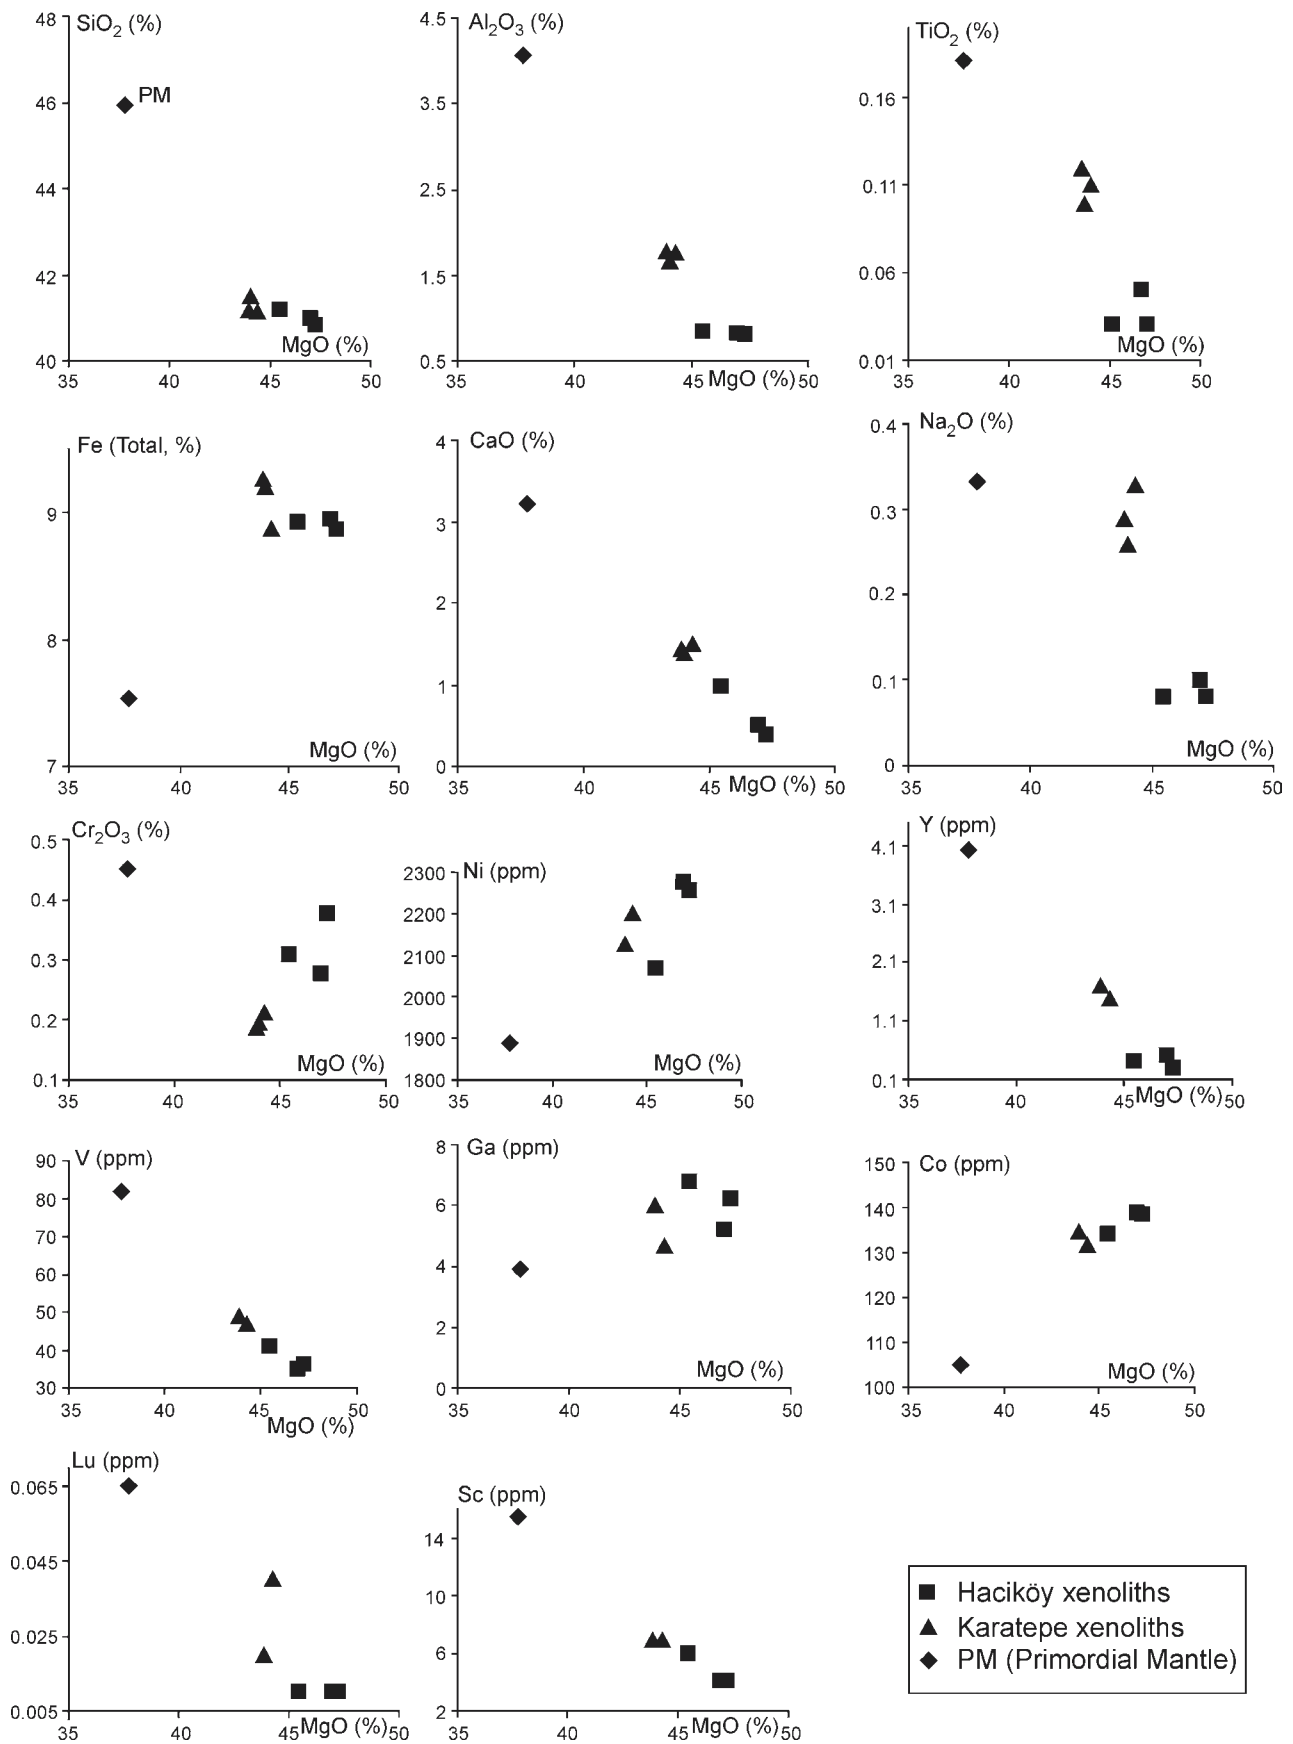 SiO2 (%)
48
46
44
42
40
PM
MgO (%)
35 40 45 50
Al2O3 (%)
4.5
3.5
2.5
1.5
0.5
MgO (%)
35 40 45 50
TiO2 (%)
0.16
0.11
0.06
0.01
MgO (%)
35 40 45 50
Fe (Total, %)
9
8
7
MgO (%)
35 40 45 50
CaO (%)
4
3
2
1
0
MgO (%)
35 40 45 50
Na2O (%)
0.4
0.3
0.2
0.1
0
MgO (%)
35 40 45 50
Cr2O3 (%)
0.5
0.4
0.3
0.2
0.1
MgO (%)
35 40 45 50
Ni (ppm)
2300
2200
2100
2000
1900
1800
MgO (%)
35 40 45 50
Y (ppm)
4.1
3.1
2.1
1.1
0.1
MgO (%)
35 40 45 50
V (ppm)
90
80
70
60
50
40
30
35 40 45 50
MgO (%)
Ga (ppm)
8
6
4
2
0
MgO (%)
35 40 45 50
Co (ppm)
150
140
130
120
110
100
MgO (%)
35 40 45 50
Lu (ppm)
0.065
0.045
0.025
0.005
MgO (%)
35 40 45 50
Sc (ppm)
14
10
6
2
MgO (%)
35 40 45 50
Haciköy xenoliths
Karatepe xenoliths
PM (Primordial Mantle)